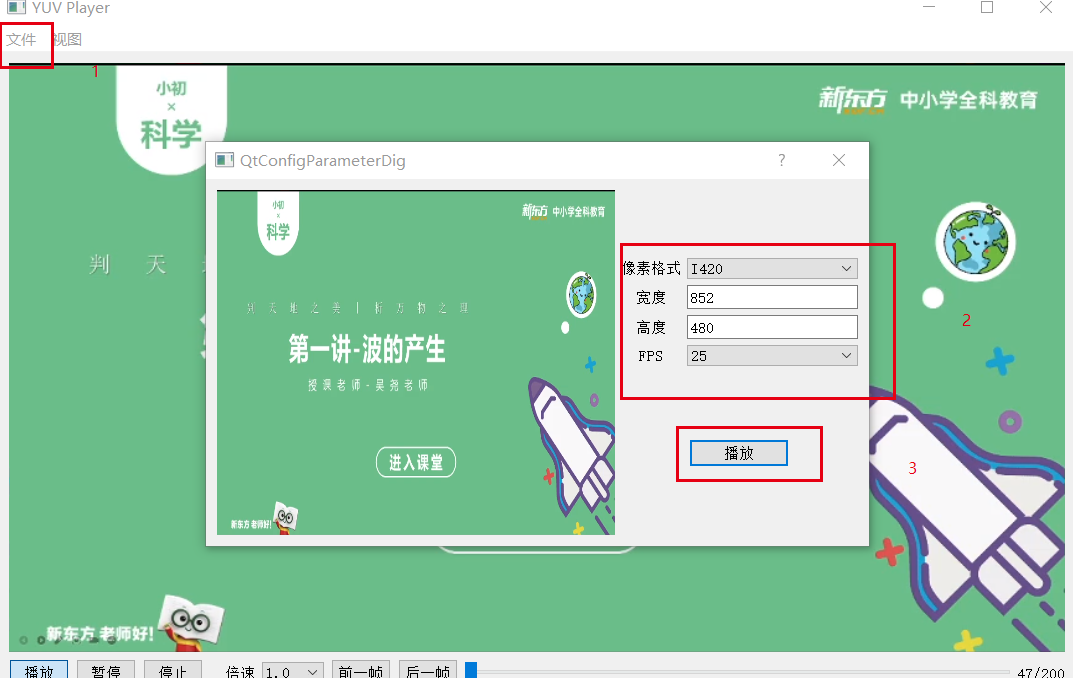 YUV Player
文件 视图
1
小初
×
科学
新东方 中小学全科教育
QtConfigParameterDig
?
小初
×
科学
新东方 中小学全科教育
判天地之美 | 析万物之理
第一讲-波的产生
授课老师-吴尧老师
进入课堂
新东方 老师好!
像素格式 I420
宽度 852
高度 480
FPS 25
2
播放
3
判 天
新东方 老师好!
播放 暂停 停止 倍速 1.0 前一帧 后一帧 47/200